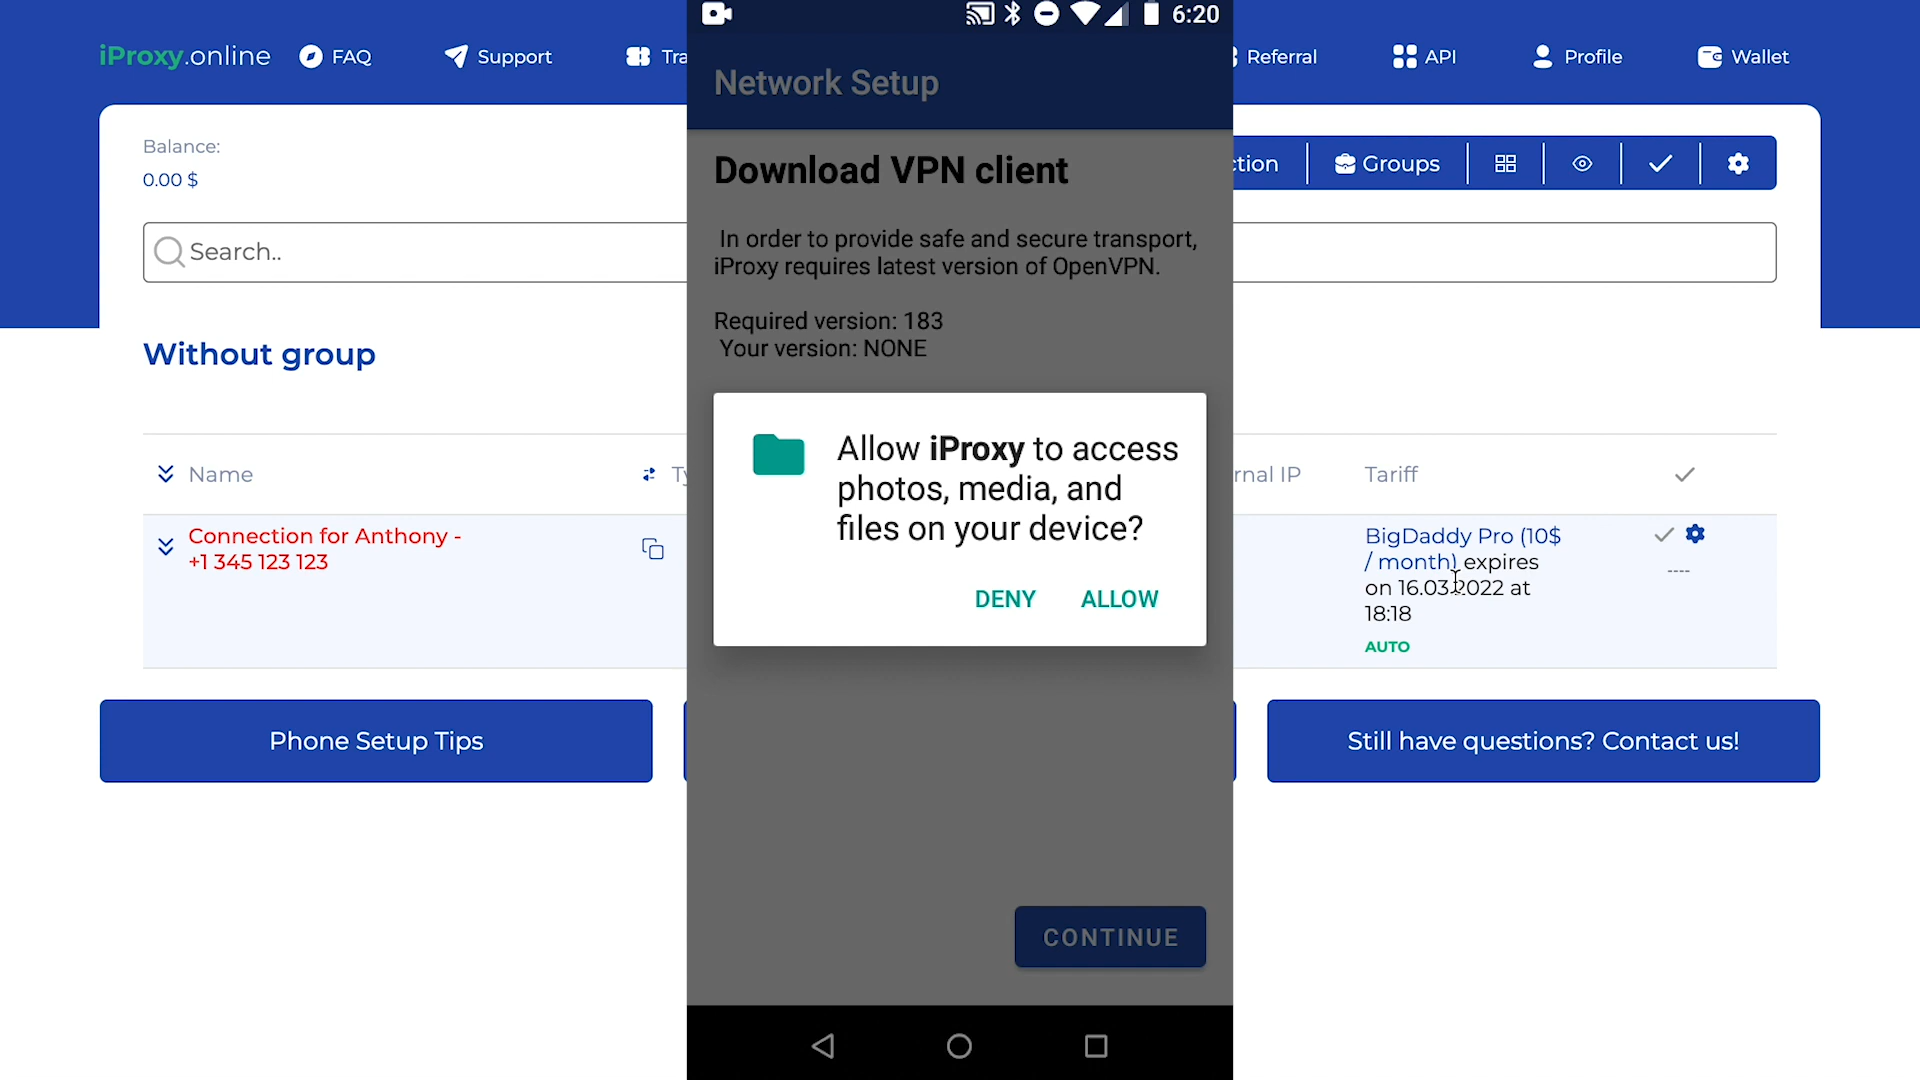 iProxy.online
FAQ
Support
Tra
Referral
API
Profile
Wallet
6:20
Network Setup
Balance:
0.00 $
ction
Groups
Search..
Download VPN client
In order to provide safe and secure transport,
iProxy requires latest version of OpenVPN.
Required version: 183
Your version: NONE
Without group
Name
Ty
rnal IP
Tariff
Allow iProxy to access
photos, media, and
files on your device?
DENY
ALLOW
Connection for Anthony -
+1 345 123 123
BigDaddy Pro (10$
/ month) expires
on 16.03.2022 at
18:18
AUTO
----
Phone Setup Tips
Still have questions? Contact us!
CONTINUE